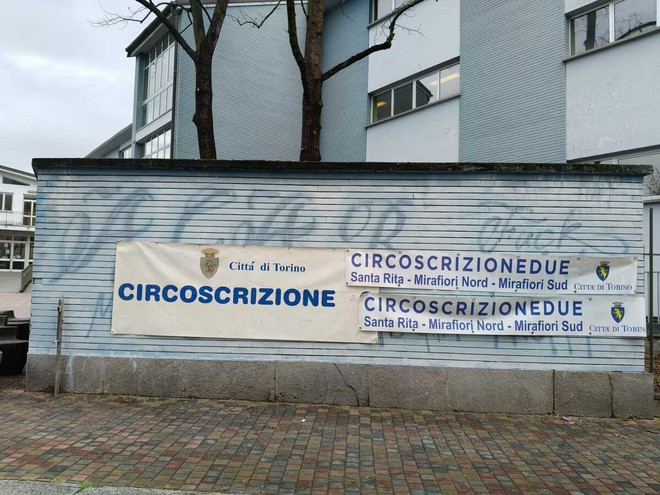 Città di Torino
CIRCOSCRIZIONE
CIRCOSCRIZIONEDUE
Santa Rita - Mirafiori Nord - Mirafiori Sud
CITTÀ DI TORINO
CIRCOSCRIZIONEDUE
Santa Rita - Mirafiori Nord - Mirafiori Sud
CITTÀ DI TORINO